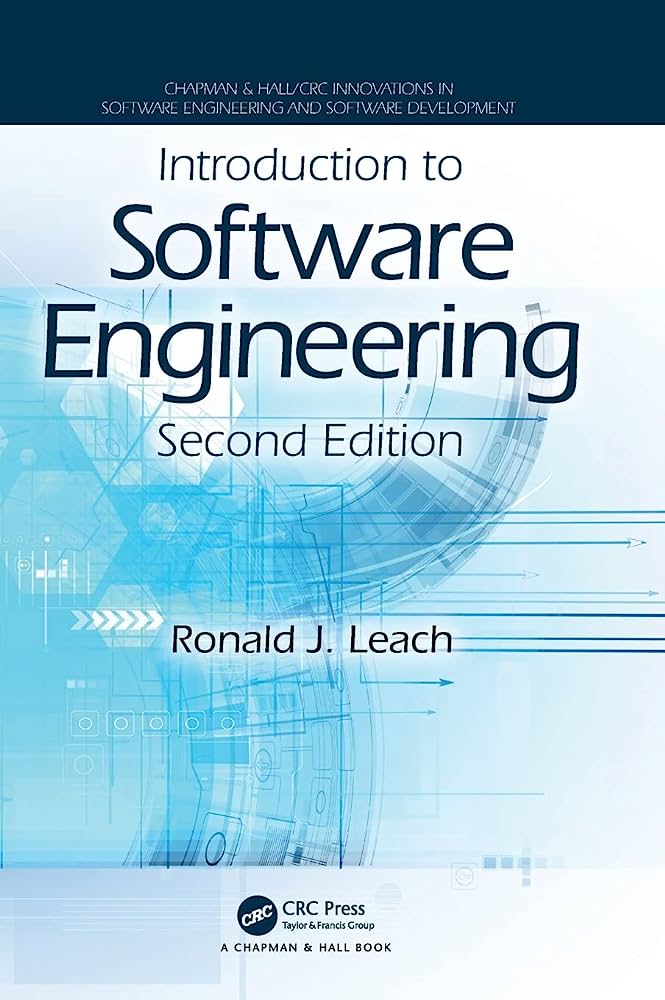 CHAPMAN & HALL/CRC INNOVATIONS IN
SOFTWARE ENGINEERING AND SOFTWARE DEVELOPMENT
Introduction to
Software
Engineering
Second Edition
Ronald J. Leach
CRC
CRC Press
Taylor & Francis Group
A CHAPMAN & HALL BOOK